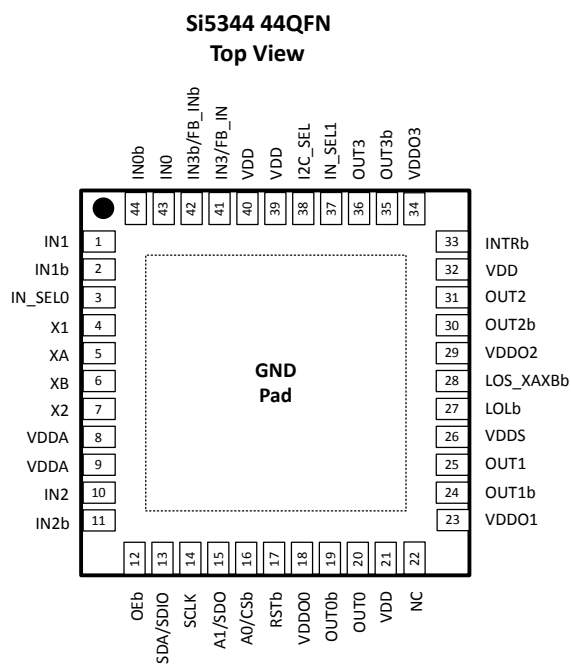 Si5344 44QFN
Top View
IN0b
IN0
IN3b/FB_INb
IN3/FB_IN
VDD
VDD
I2C_SEL
IN_SEL1
OUT3
OUT3b
VDDO3
44
43
42
41
40
39
38
37
36
35
34
IN1 1
IN1b 2
IN_SEL0 3
X1 4
XA 5
XB 6
X2 7
VDDA 8
VDDA 9
IN2 10
IN2b 11
GND
Pad
33 INTRb
32 VDD
31 OUT2
30 OUT2b
29 VDDO2
28 LOS_XAXBb
27 LOLb
26 VDDS
25 OUT1
24 OUT1b
23 VDDO1
12
13
14
15
16
17
18
19
20
21
22
OEb
SDA/SDIO
SCLK
A1/SDO
A0/CSb
RSTb
VDDO0
OUT0b
OUT0
VDD
NC